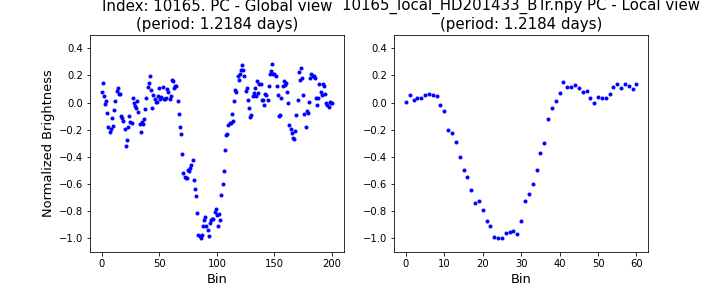 Index: 10165. PC - Global view
(period: 1.2184 days)
10165_local_HD201433_BTr.npy PC - Local view
(period: 1.2184 days)
Normalized Brightness
0.4
0.2
0.0
−0.2
−0.4
−0.6
−0.8
−1.0
0 50 100 150 200
Bin
0.4
0.2
0.0
−0.2
−0.4
−0.6
−0.8
−1.0
0 10 20 30 40 50 60
Bin